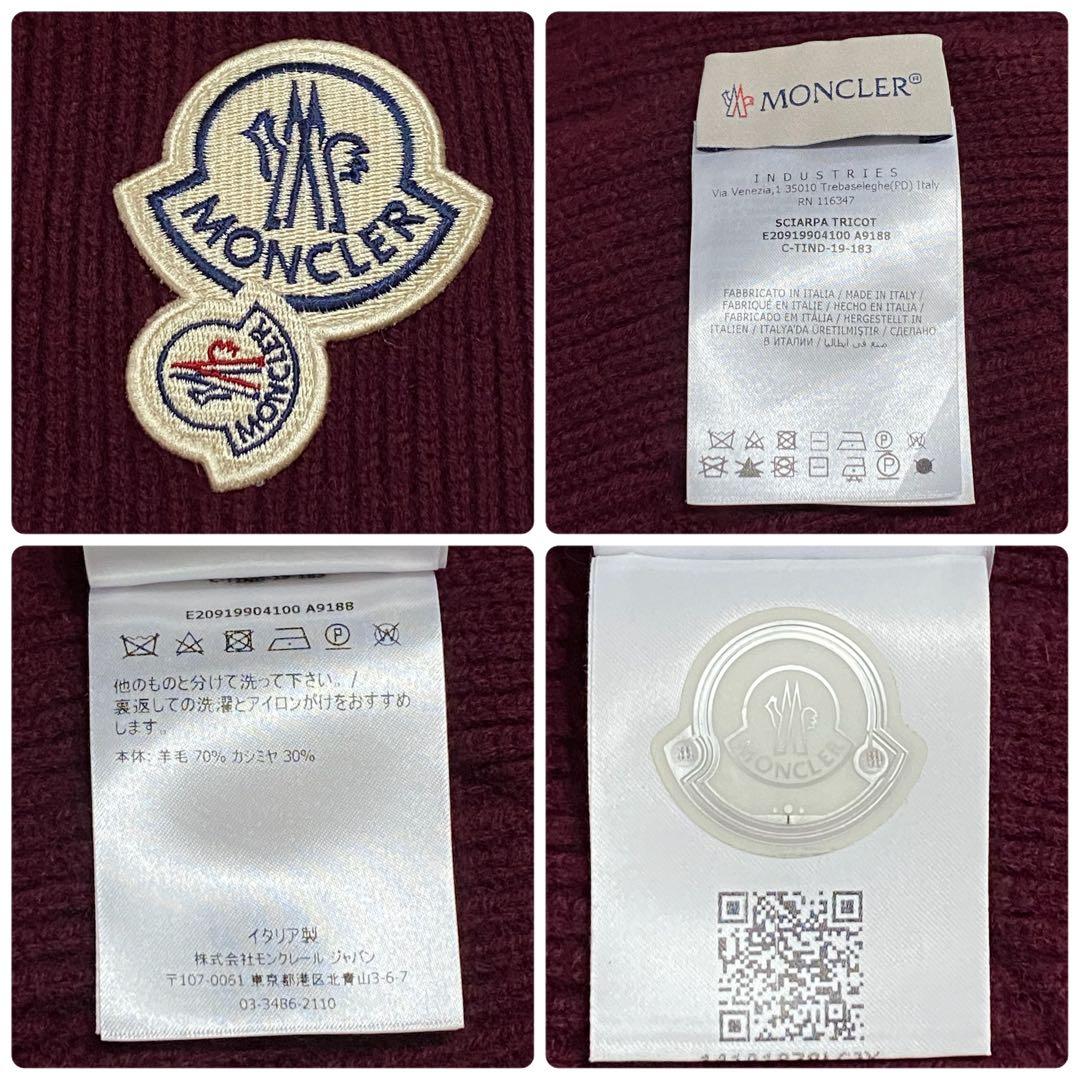 MONCLER
MONCLER
MONCLER®
INDUSTRIES
Via Venezia,1 35010 Trebaseleghe(PD) Italy
RN 116347
SCIARPA TRICOT
E20919904100 A9188
C-TIND-19-183
FABBRICATO IN ITALIA / MADE IN ITALY /
FABRIQUÉ EN ITALIE / HECHO EN ITALIA /
FABRICADO EM ITÁLIA / HERGESTELLT IN
ITALIEN / ITALYA'DA ÜRETILMIŞTIR / СДЕЛАНО
В ИТАЛИИ / صنع في ايطاليا
P W
P
C-TIND-19-183
E20919904100 A9188
P W
他のものと分けて洗って下さい。/
裏返しての洗濯とアイロンがけをおすすめ
します。
本体: 羊毛 70% カシミヤ 30%
イタリア製
株式会社モンクレール ジャパン
〒107-0061 東京都港区北青山3-6-7
03-3486-2110
MONCLER